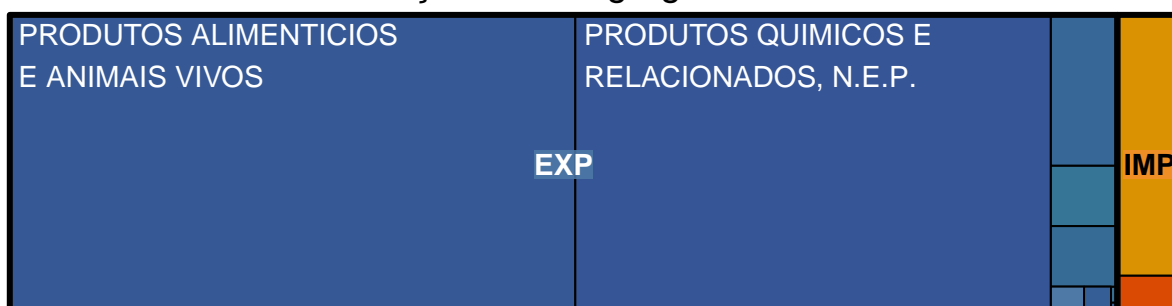 PRODUTOS ALIMENTICIOS
E ANIMAIS VIVOS
PRODUTOS QUIMICOS E
RELACIONADOS, N.E.P.
EXP
IMP